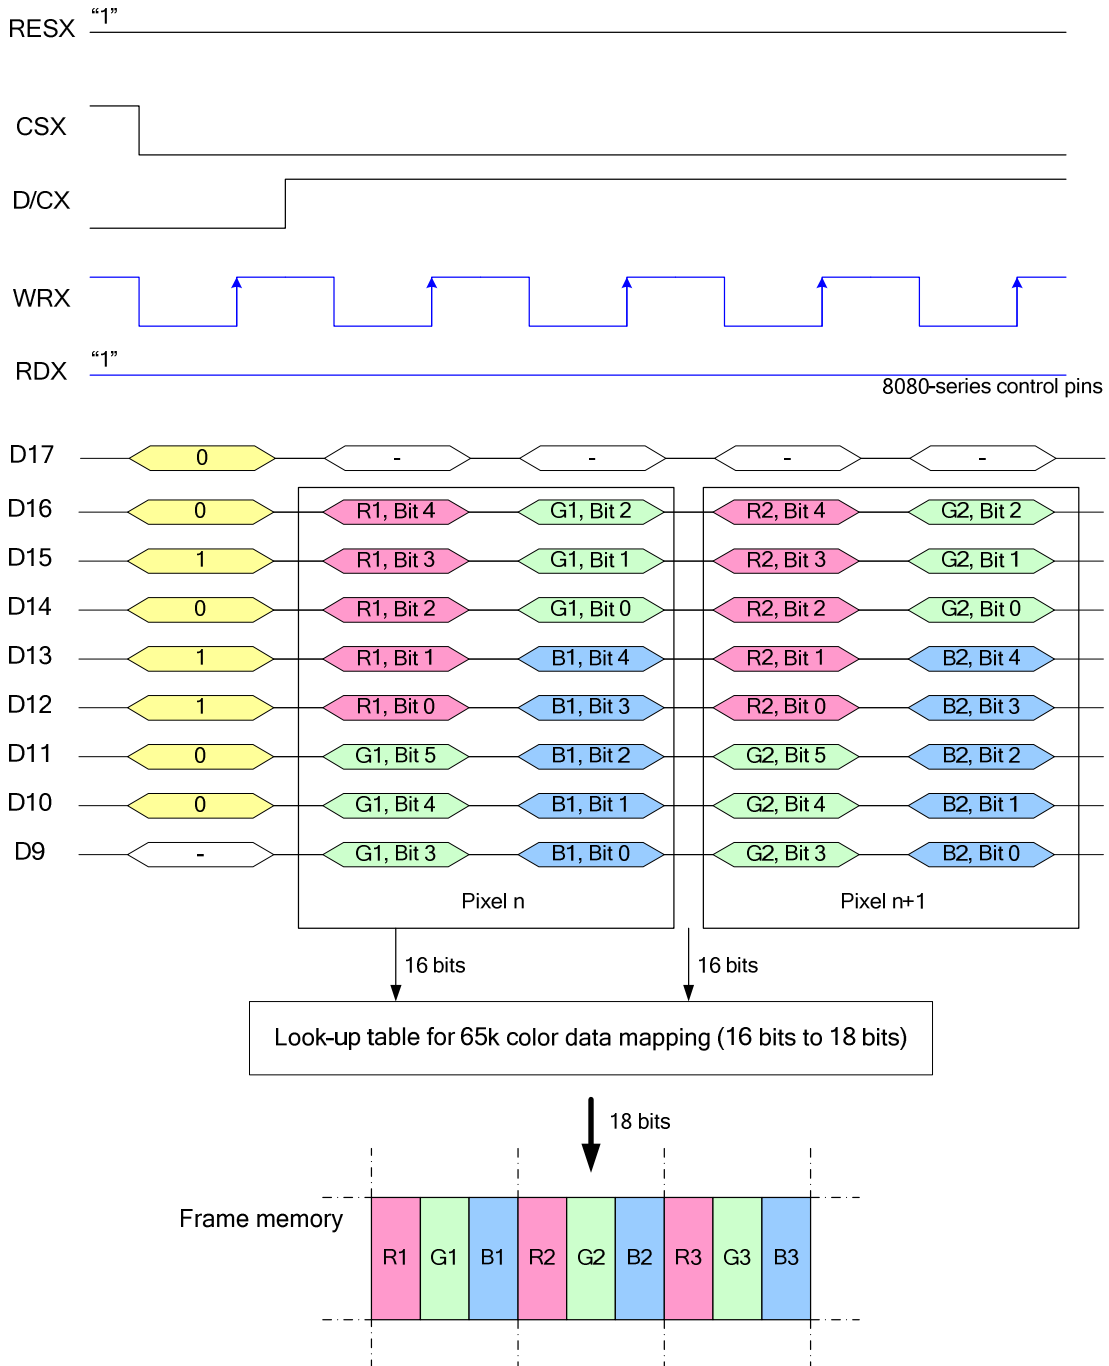 RESX “1”
CSX
D/CX
WRX
RDX “1”
8080-series control pins
D17 0 - - - -
D16 0 R1, Bit 4 G1, Bit 2 R2, Bit 4 G2, Bit 2
D15 1 R1, Bit 3 G1, Bit 1 R2, Bit 3 G2, Bit 1
D14 0 R1, Bit 2 G1, Bit 0 R2, Bit 2 G2, Bit 0
D13 1 R1, Bit 1 B1, Bit 4 R2, Bit 1 B2, Bit 4
D12 1 R1, Bit 0 B1, Bit 3 R2, Bit 0 B2, Bit 3
D11 0 G1, Bit 5 B1, Bit 2 G2, Bit 5 B2, Bit 2
D10 0 G1, Bit 4 B1, Bit 1 G2, Bit 4 B2, Bit 1
D9 - G1, Bit 3 B1, Bit 0 G2, Bit 3 B2, Bit 0
Pixel n Pixel n+1
16 bits 16 bits
Look-up table for 65k color data mapping (16 bits to 18 bits)
18 bits
Frame memory
R1 G1 B1 R2 G2 B2 R3 G3 B3